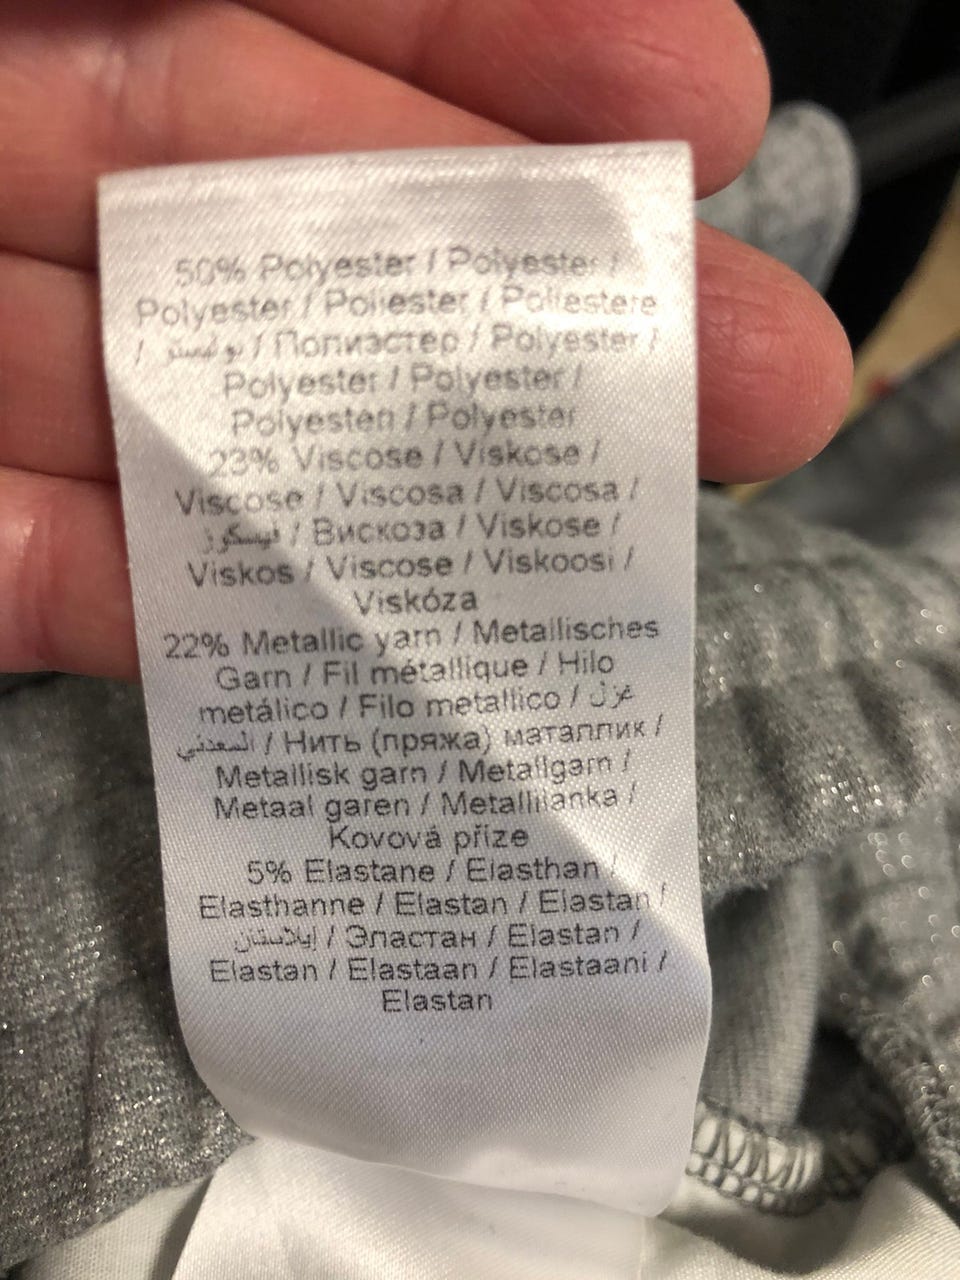 50% Polyester / Polyester /
Polyester / Poliester / Poliestere
/ بوليستر / Полиэстер / Polyester /
Polyester / Polyester /
Polyesteri / Polyester
23% Viscose / Viskose /
Viscose / Viscosa / Viscosa /
فيسكوز / Вискоза / Viskose /
Viskos / Viscose / Viskoosi /
Viskóza
22% Metallic yarn / Metallisches
Garn / Fil métallique / Hilo
metálico / Filo metallico / غزل
المعدني / Нить (пряжа)маталлик /
Metallisk garn / Metallgarn /
Metaal garen / Metallilanka /
Kovová příze
5% Elastane / Elasthan /
Elasthanne / Elastan / Elastan /
إيلاستان / Эластан / Elastan /
Elastan / Elastaan / Elastaani /
Elastan